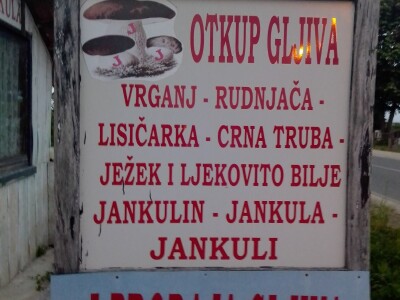 OTKUP GLJIVA
VRGANJ - RUDNJAČA -
LISIČARKA - CRNA TRUBA -
JEŽEK I LJEKOVITO BILJE
JANKULIN - JANKULA -
JANKULI